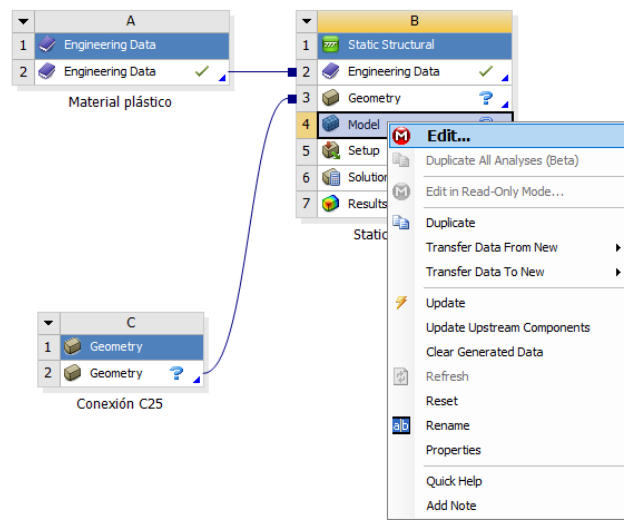 A
1 Engineering Data
2 Engineering Data
Material plástico
B
1 Static Structural
2 Engineering Data
3 Geometry
4 Model
5 Setup
6 Solution
7 Results
Static
C
1 Geometry
2 Geometry
Conexión C25
Edit...
Duplicate All Analyses (Beta)
Edit in Read-Only Mode...
Duplicate
Transfer Data From New
Transfer Data To New
Update
Update Upstream Components
Clear Generated Data
Refresh
Reset
Rename
Properties
Quick Help
Add Note